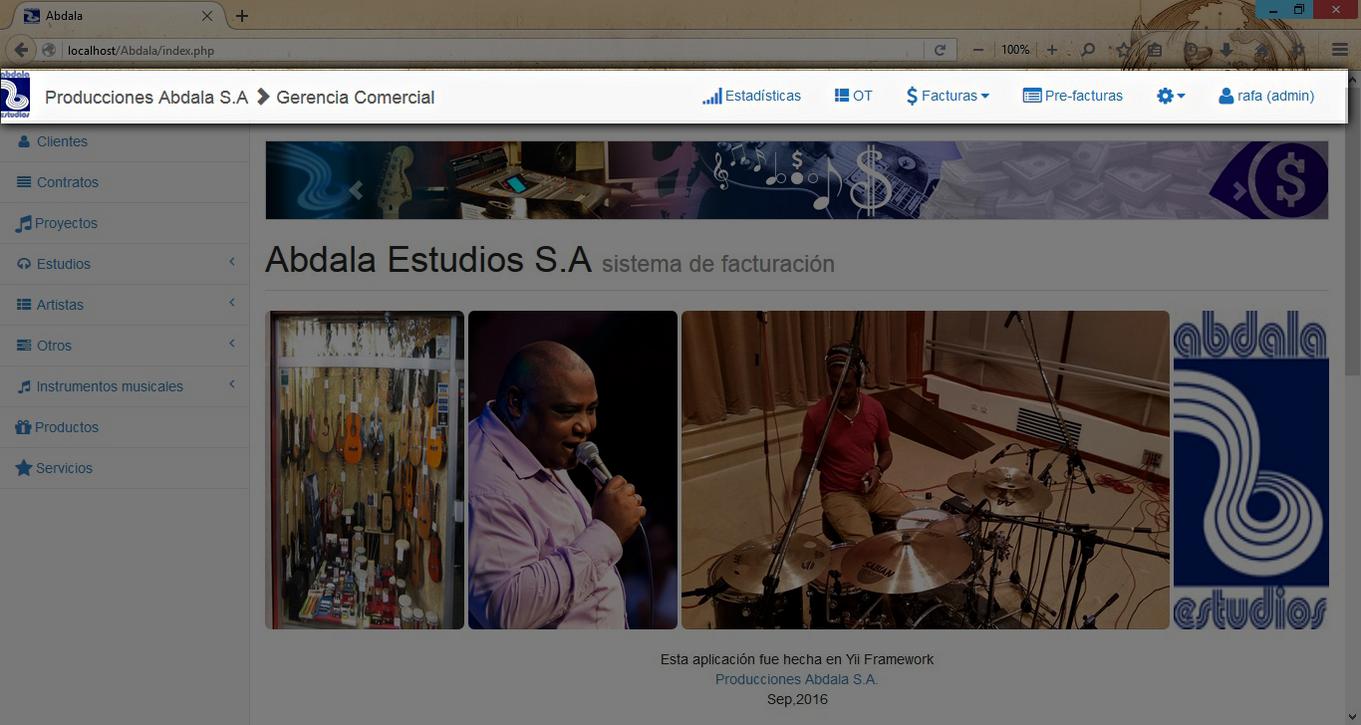 Abdala
localhost/Abdala/index.php
100%
abdala
estudios
Producciones Abdala S.A Gerencia Comercial
Estadísticas
OT
Facturas
Pre-facturas
rafa (admin)
Clientes
Contratos
Proyectos
Estudios
Artistas
Otros
Instrumentos musicales
Productos
Servicios
Abdala Estudios S.A sistema de facturación
SABIAN
abdala
estudios
Esta aplicación fue hecha en Yii Framework
Producciones Abdala S.A.
Sep,2016